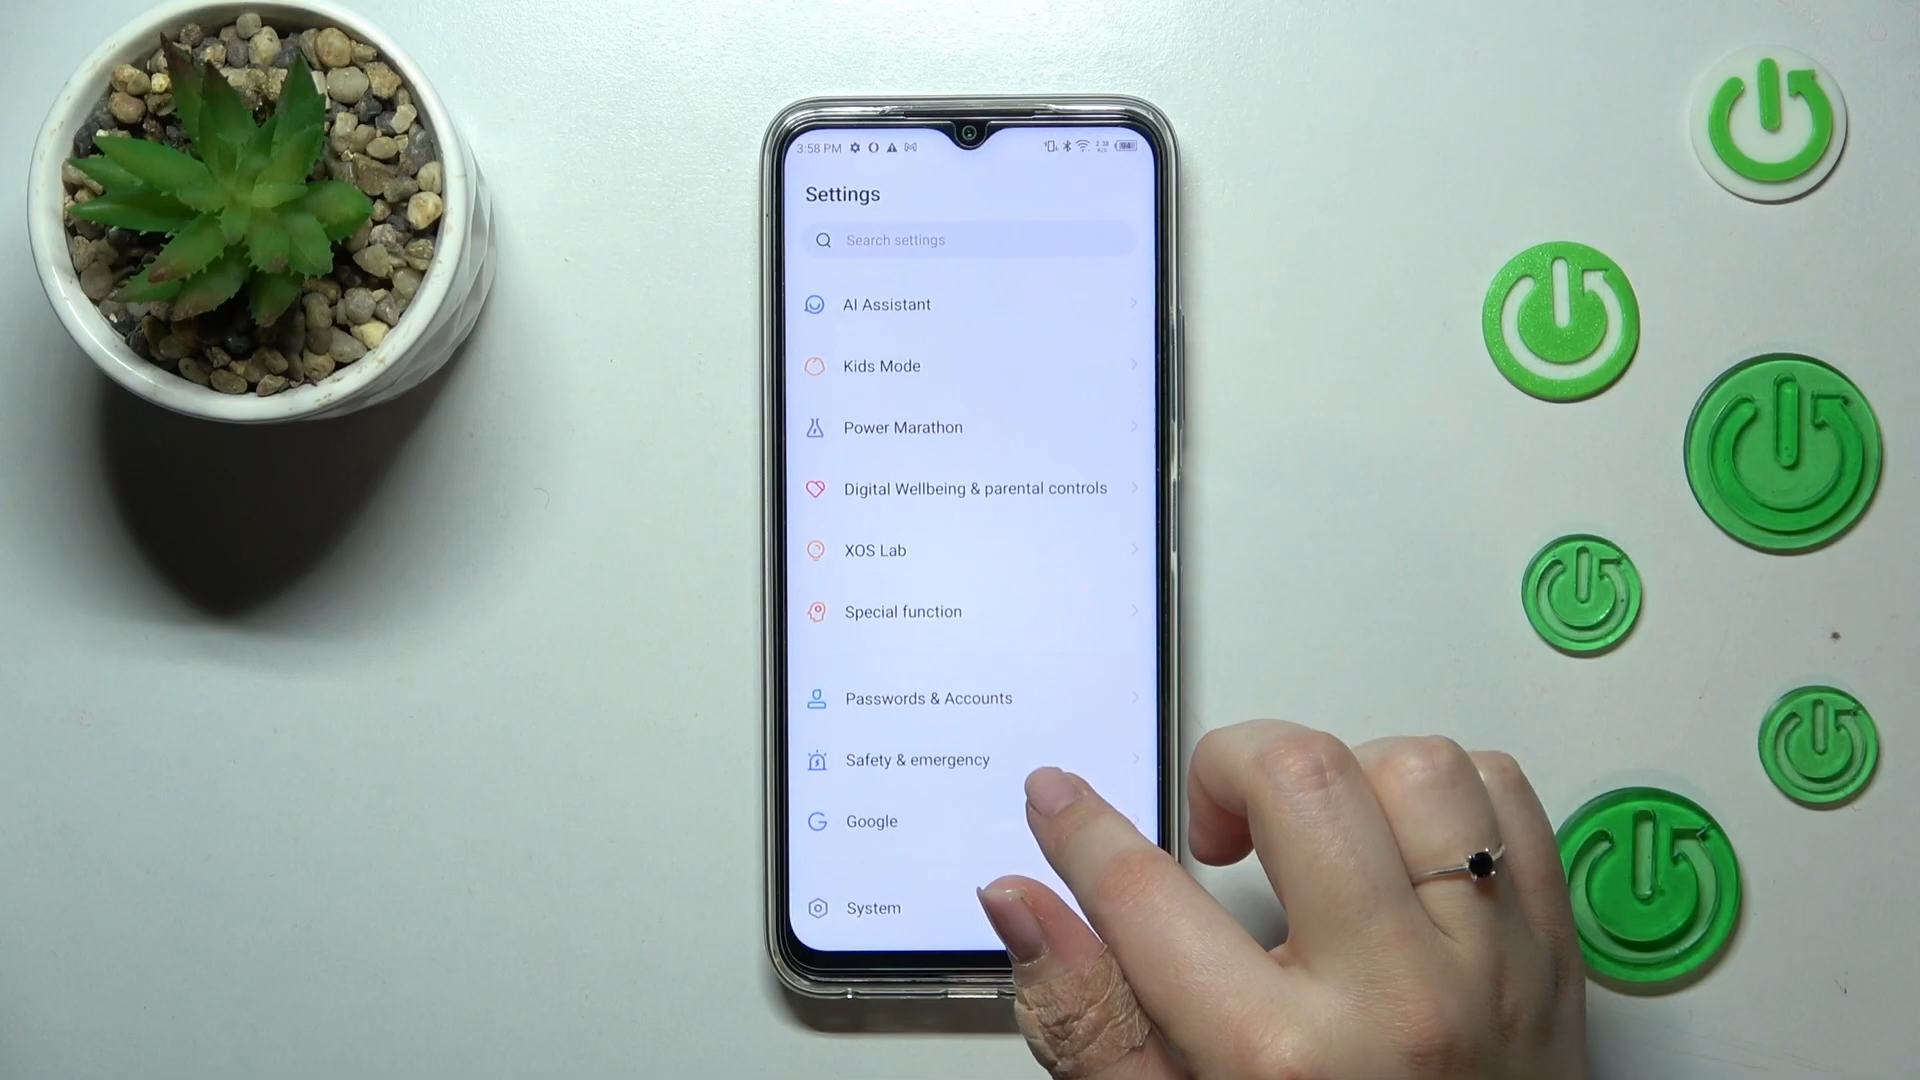 3:58 PM
Settings
Search settings
AI Assistant
Kids Mode
Power Marathon
Digital Wellbeing & parental controls
XOS Lab
Special function
Passwords & Accounts
Safety & emergency
Google
System